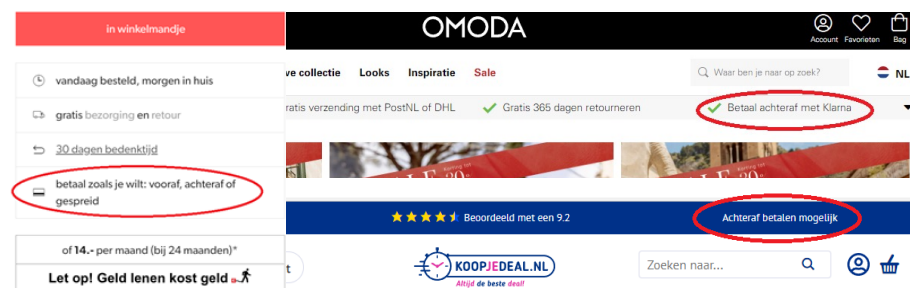 in winkelmandje
vandaag besteld, morgen in huis
gratis bezorging en retour
30 dagen bedenktijd
betaal zoals je wilt: vooraf, achteraf of
gespreid
of 14.- per maand (bij 24 maanden)*
Let op! Geld lenen kost geld
OMODA
Account Favorieten Bag
ve collectie Looks Inspiratie Sale
Waar ben je naar op zoek?
NL
ratis verzending met PostNL of DHL
Gratis 365 dagen retourneren
Betaal achteraf met Klarna
Beoordeeld met een 9.2
Achteraf betalen mogelijk
t
KOOPJEDEAL.NL
Altijd de beste deal!
Zoeken naar...